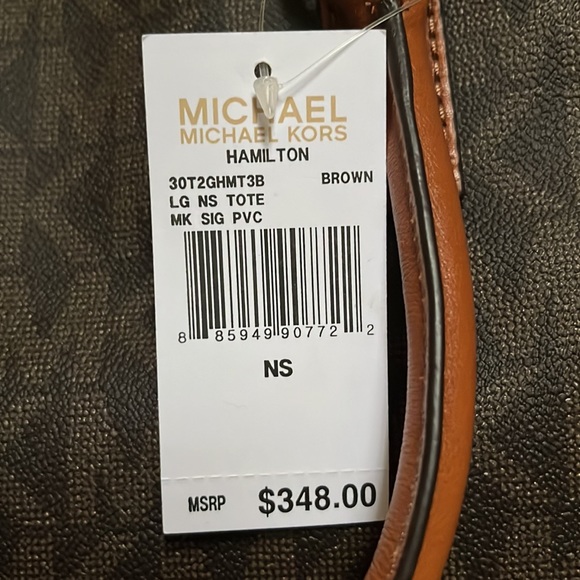 MICHAEL
MICHAEL KORS
HAMILTON
30T2GHMT3B BROWN
LG NS TOTE
MK SIG PVC
8 85949 90772 2
NS
MSRP $348.00